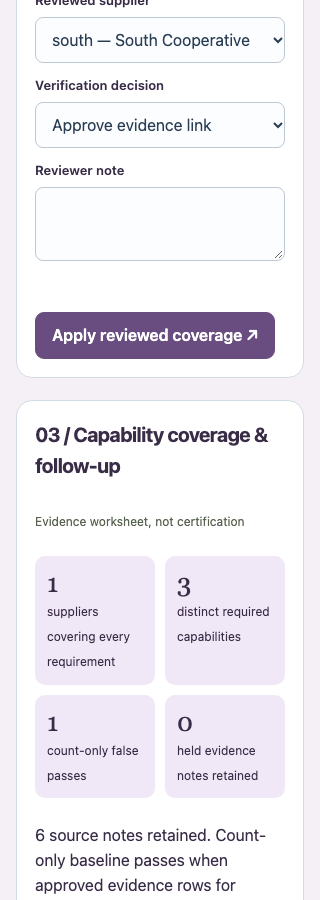 Reviewed supplier
south — South Cooperative
Verification decision
Approve evidence link
Reviewer note
Apply reviewed coverage ↗
03 / Capability coverage &
follow-up
Evidence worksheet, not certification
1
suppliers
covering every
requirement
3
distinct required
capabilities
1
count-only false
passes
0
held evidence
notes retained
6 source notes retained. Count-
only baseline passes when
approved evidence rows for